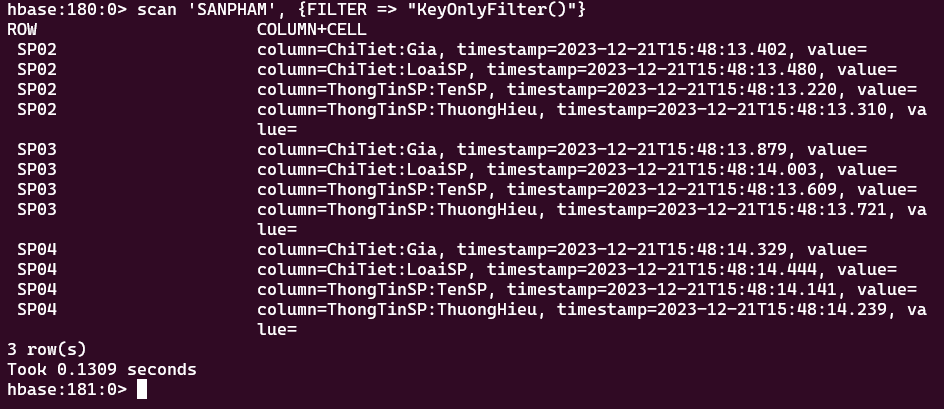 hbase:180:0> scan 'SANPHAM', {FILTER => "KeyOnlyFilter()"}
ROW                      COLUMN+CELL
 SP02                    column=ChiTiet:Gia, timestamp=2023-12-21T15:48:13.402, value=
 SP02                    column=ChiTiet:LoaiSP, timestamp=2023-12-21T15:48:13.480, value=
 SP02                    column=ThongTinSP:TenSP, timestamp=2023-12-21T15:48:13.220, value=
 SP02                    column=ThongTinSP:ThuongHieu, timestamp=2023-12-21T15:48:13.310, va
                         lue=
 SP03                    column=ChiTiet:Gia, timestamp=2023-12-21T15:48:13.879, value=
 SP03                    column=ChiTiet:LoaiSP, timestamp=2023-12-21T15:48:14.003, value=
 SP03                    column=ThongTinSP:TenSP, timestamp=2023-12-21T15:48:13.609, value=
 SP03                    column=ThongTinSP:ThuongHieu, timestamp=2023-12-21T15:48:13.721, va
                         lue=
 SP04                    column=ChiTiet:Gia, timestamp=2023-12-21T15:48:14.329, value=
 SP04                    column=ChiTiet:LoaiSP, timestamp=2023-12-21T15:48:14.444, value=
 SP04                    column=ThongTinSP:TenSP, timestamp=2023-12-21T15:48:14.141, value=
 SP04                    column=ThongTinSP:ThuongHieu, timestamp=2023-12-21T15:48:14.239, va
                         lue=
3 row(s)
Took 0.1309 seconds
hbase:181:0>